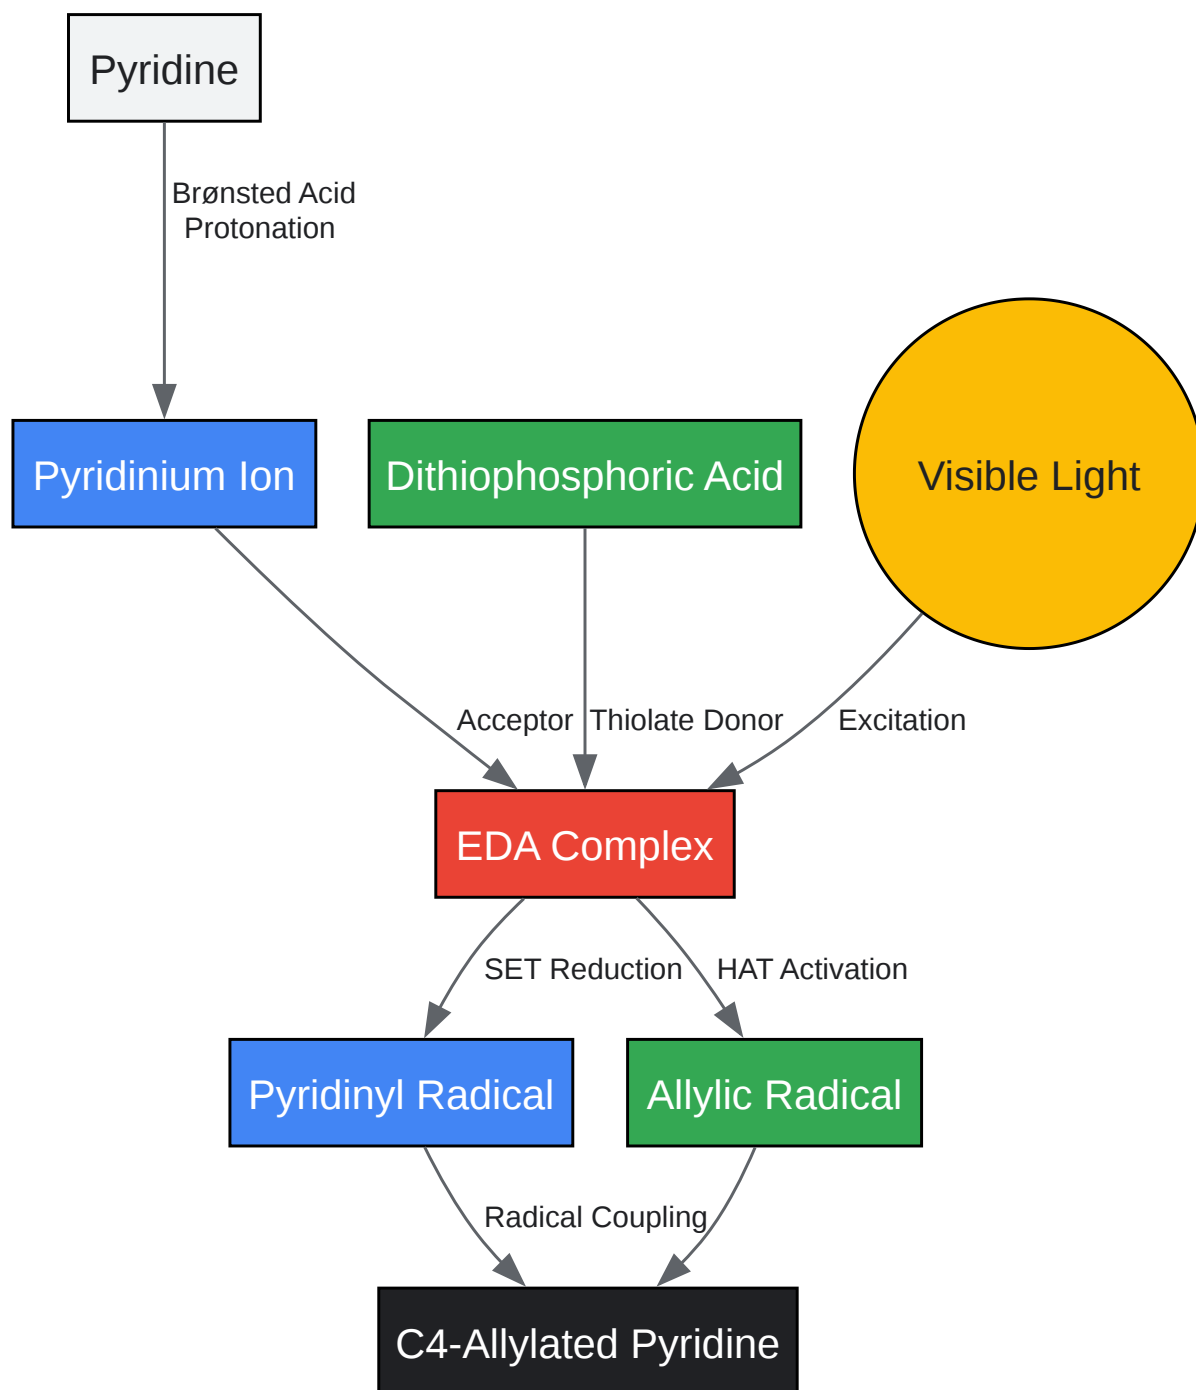 Pyridine
Brønsted Acid
Protonation
Pyridinium Ion
Dithiophosphoric Acid
Visible Light
Acceptor
Thiolate Donor
Excitation
EDA Complex
SET Reduction
HAT Activation
Pyridinyl Radical
Allylic Radical
Radical Coupling
C4-Allylated Pyridine